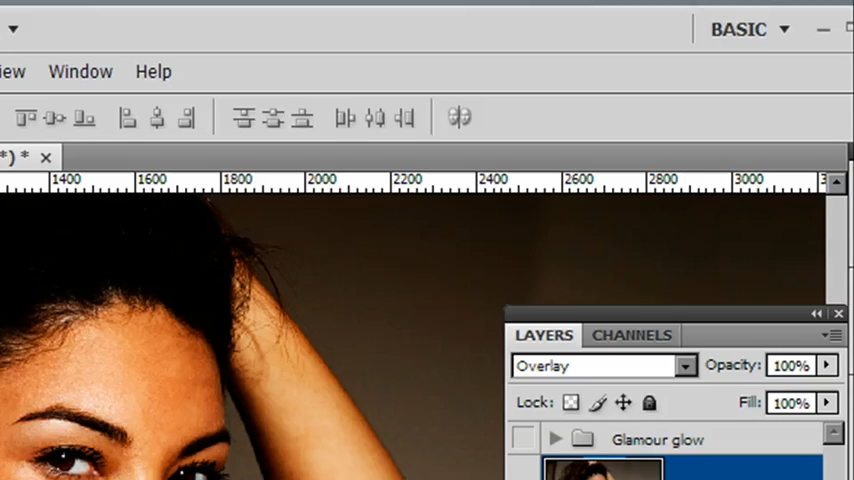 BASIC
iew Window Help
*) *
1400 1600 1800 2000 2200 2400 2600 2800 3000 3
LAYERS CHANNELS
Overlay Opacity: 100%
Lock: Fill: 100%
Glamour glow